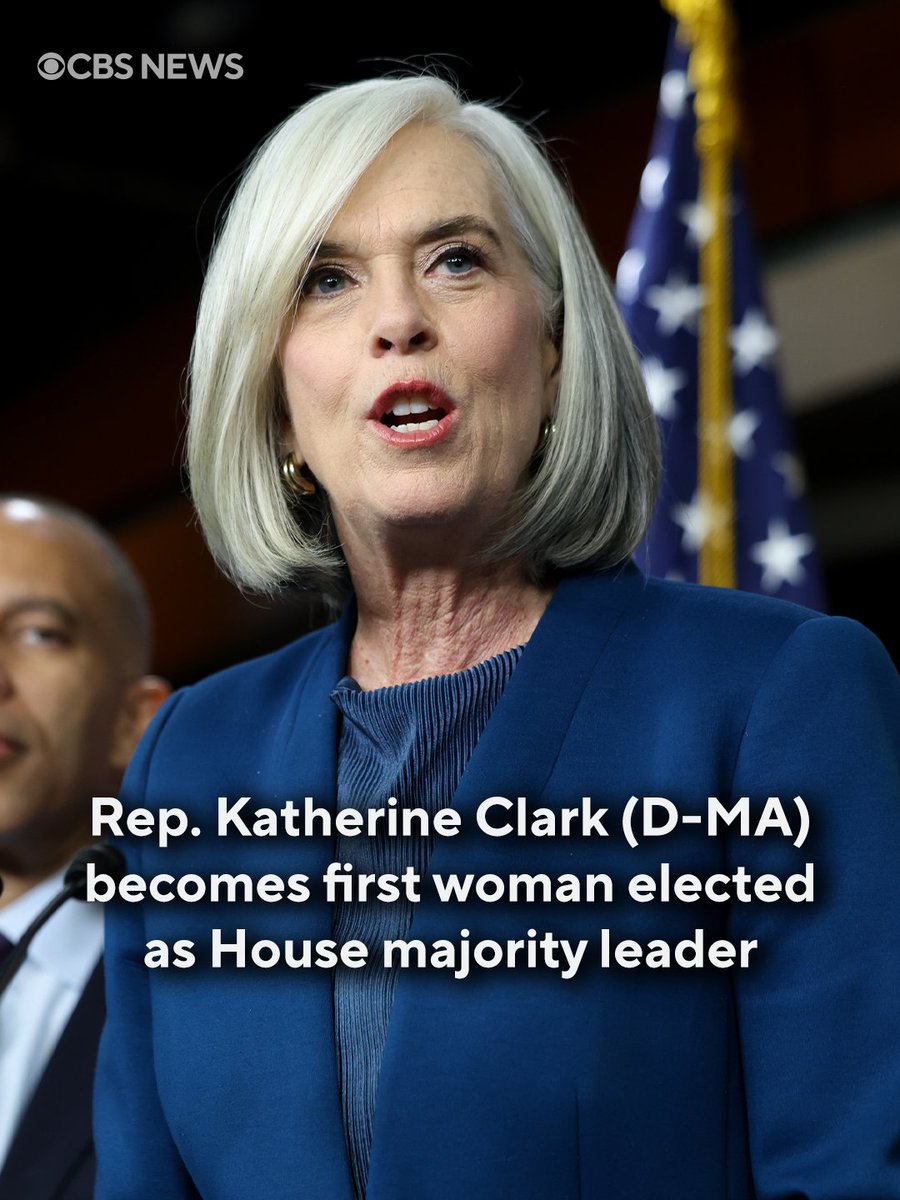 CBS NEWS
Rep. Katherine Clark (D-MA)
becomes first woman elected
as House majority leader